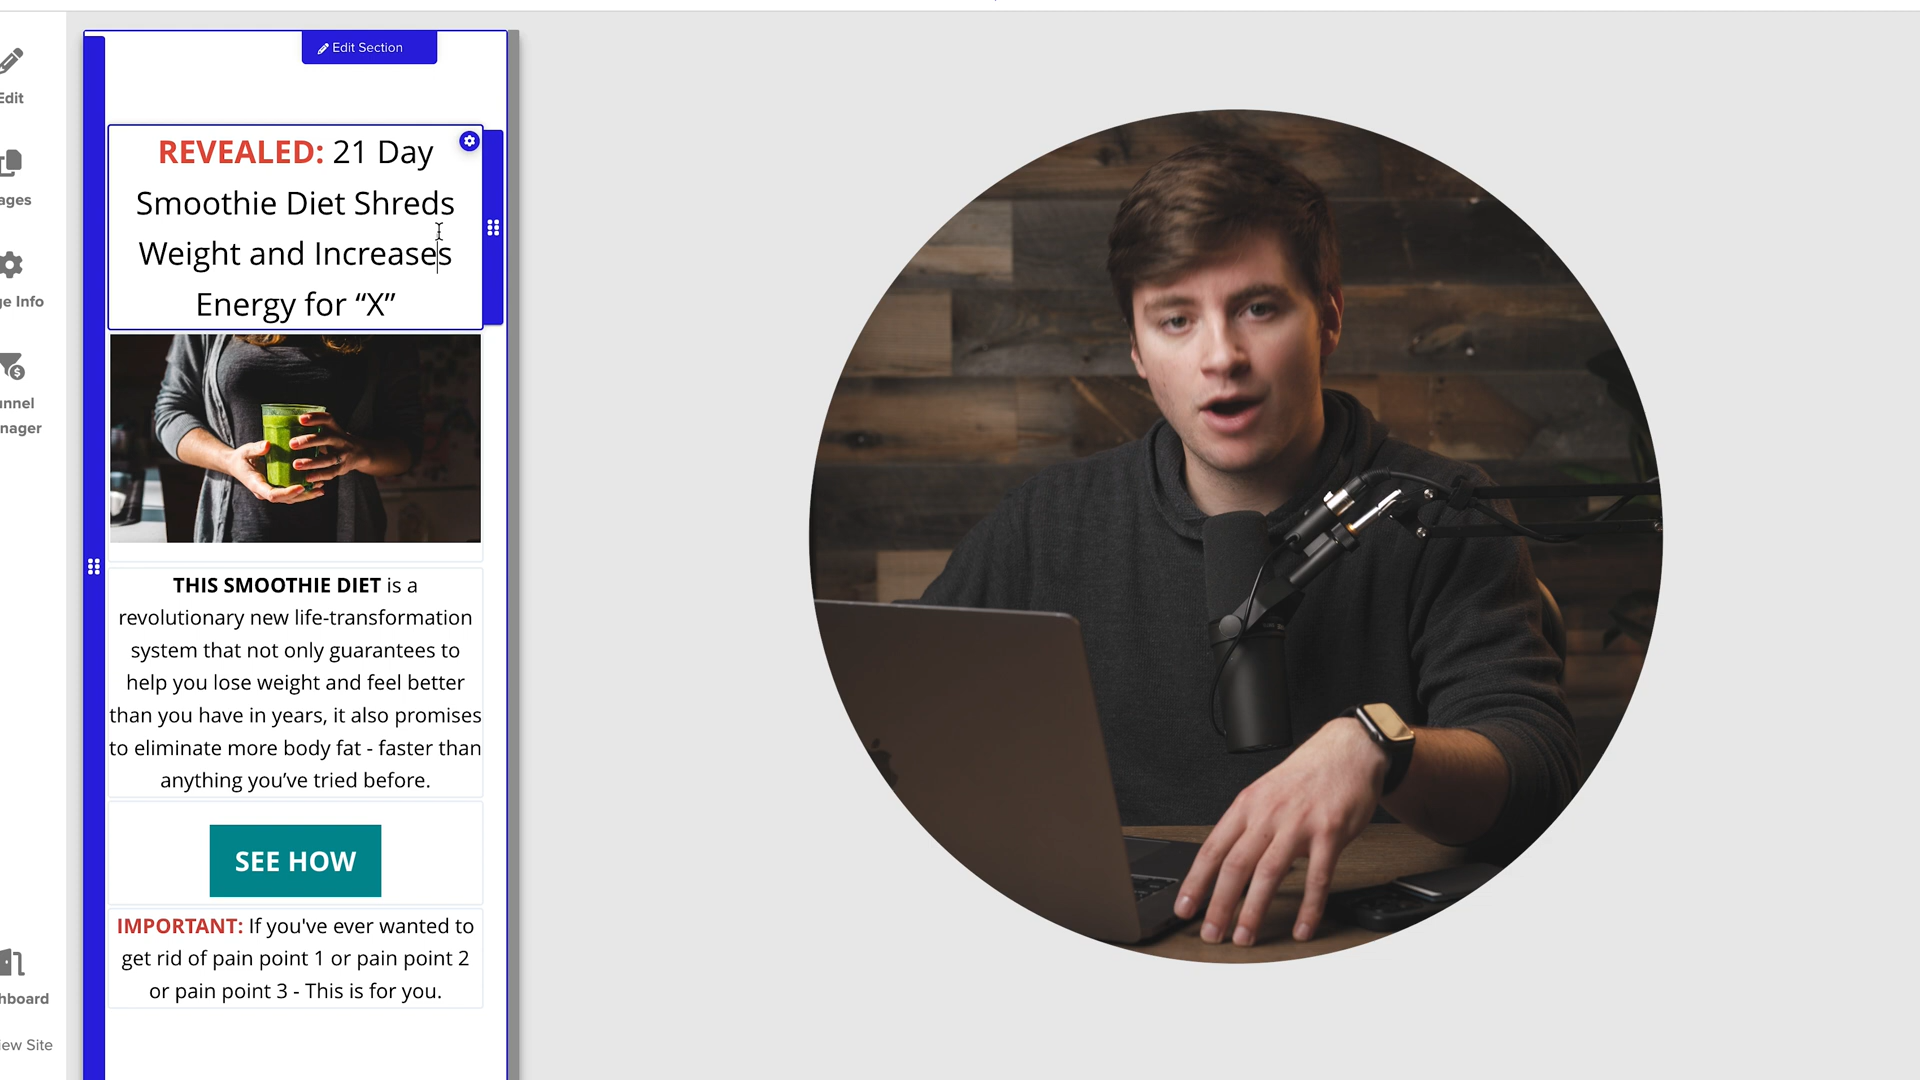 Edit Section
Edit
ages
ge Info
unnel
nager
hboard
iew Site
REVEALED: 21 Day
Smoothie Diet Shreds
Weight and Increases
Energy for “X”
THIS SMOOTHIE DIET is a
revolutionary new life-transformation
system that not only guarantees to
help you lose weight and feel better
than you have in years, it also promises
to eliminate more body fat - faster than
anything you’ve tried before.
SEE HOW
IMPORTANT: If you've ever wanted to
get rid of pain point 1 or pain point 2
or pain point 3 - This is for you.